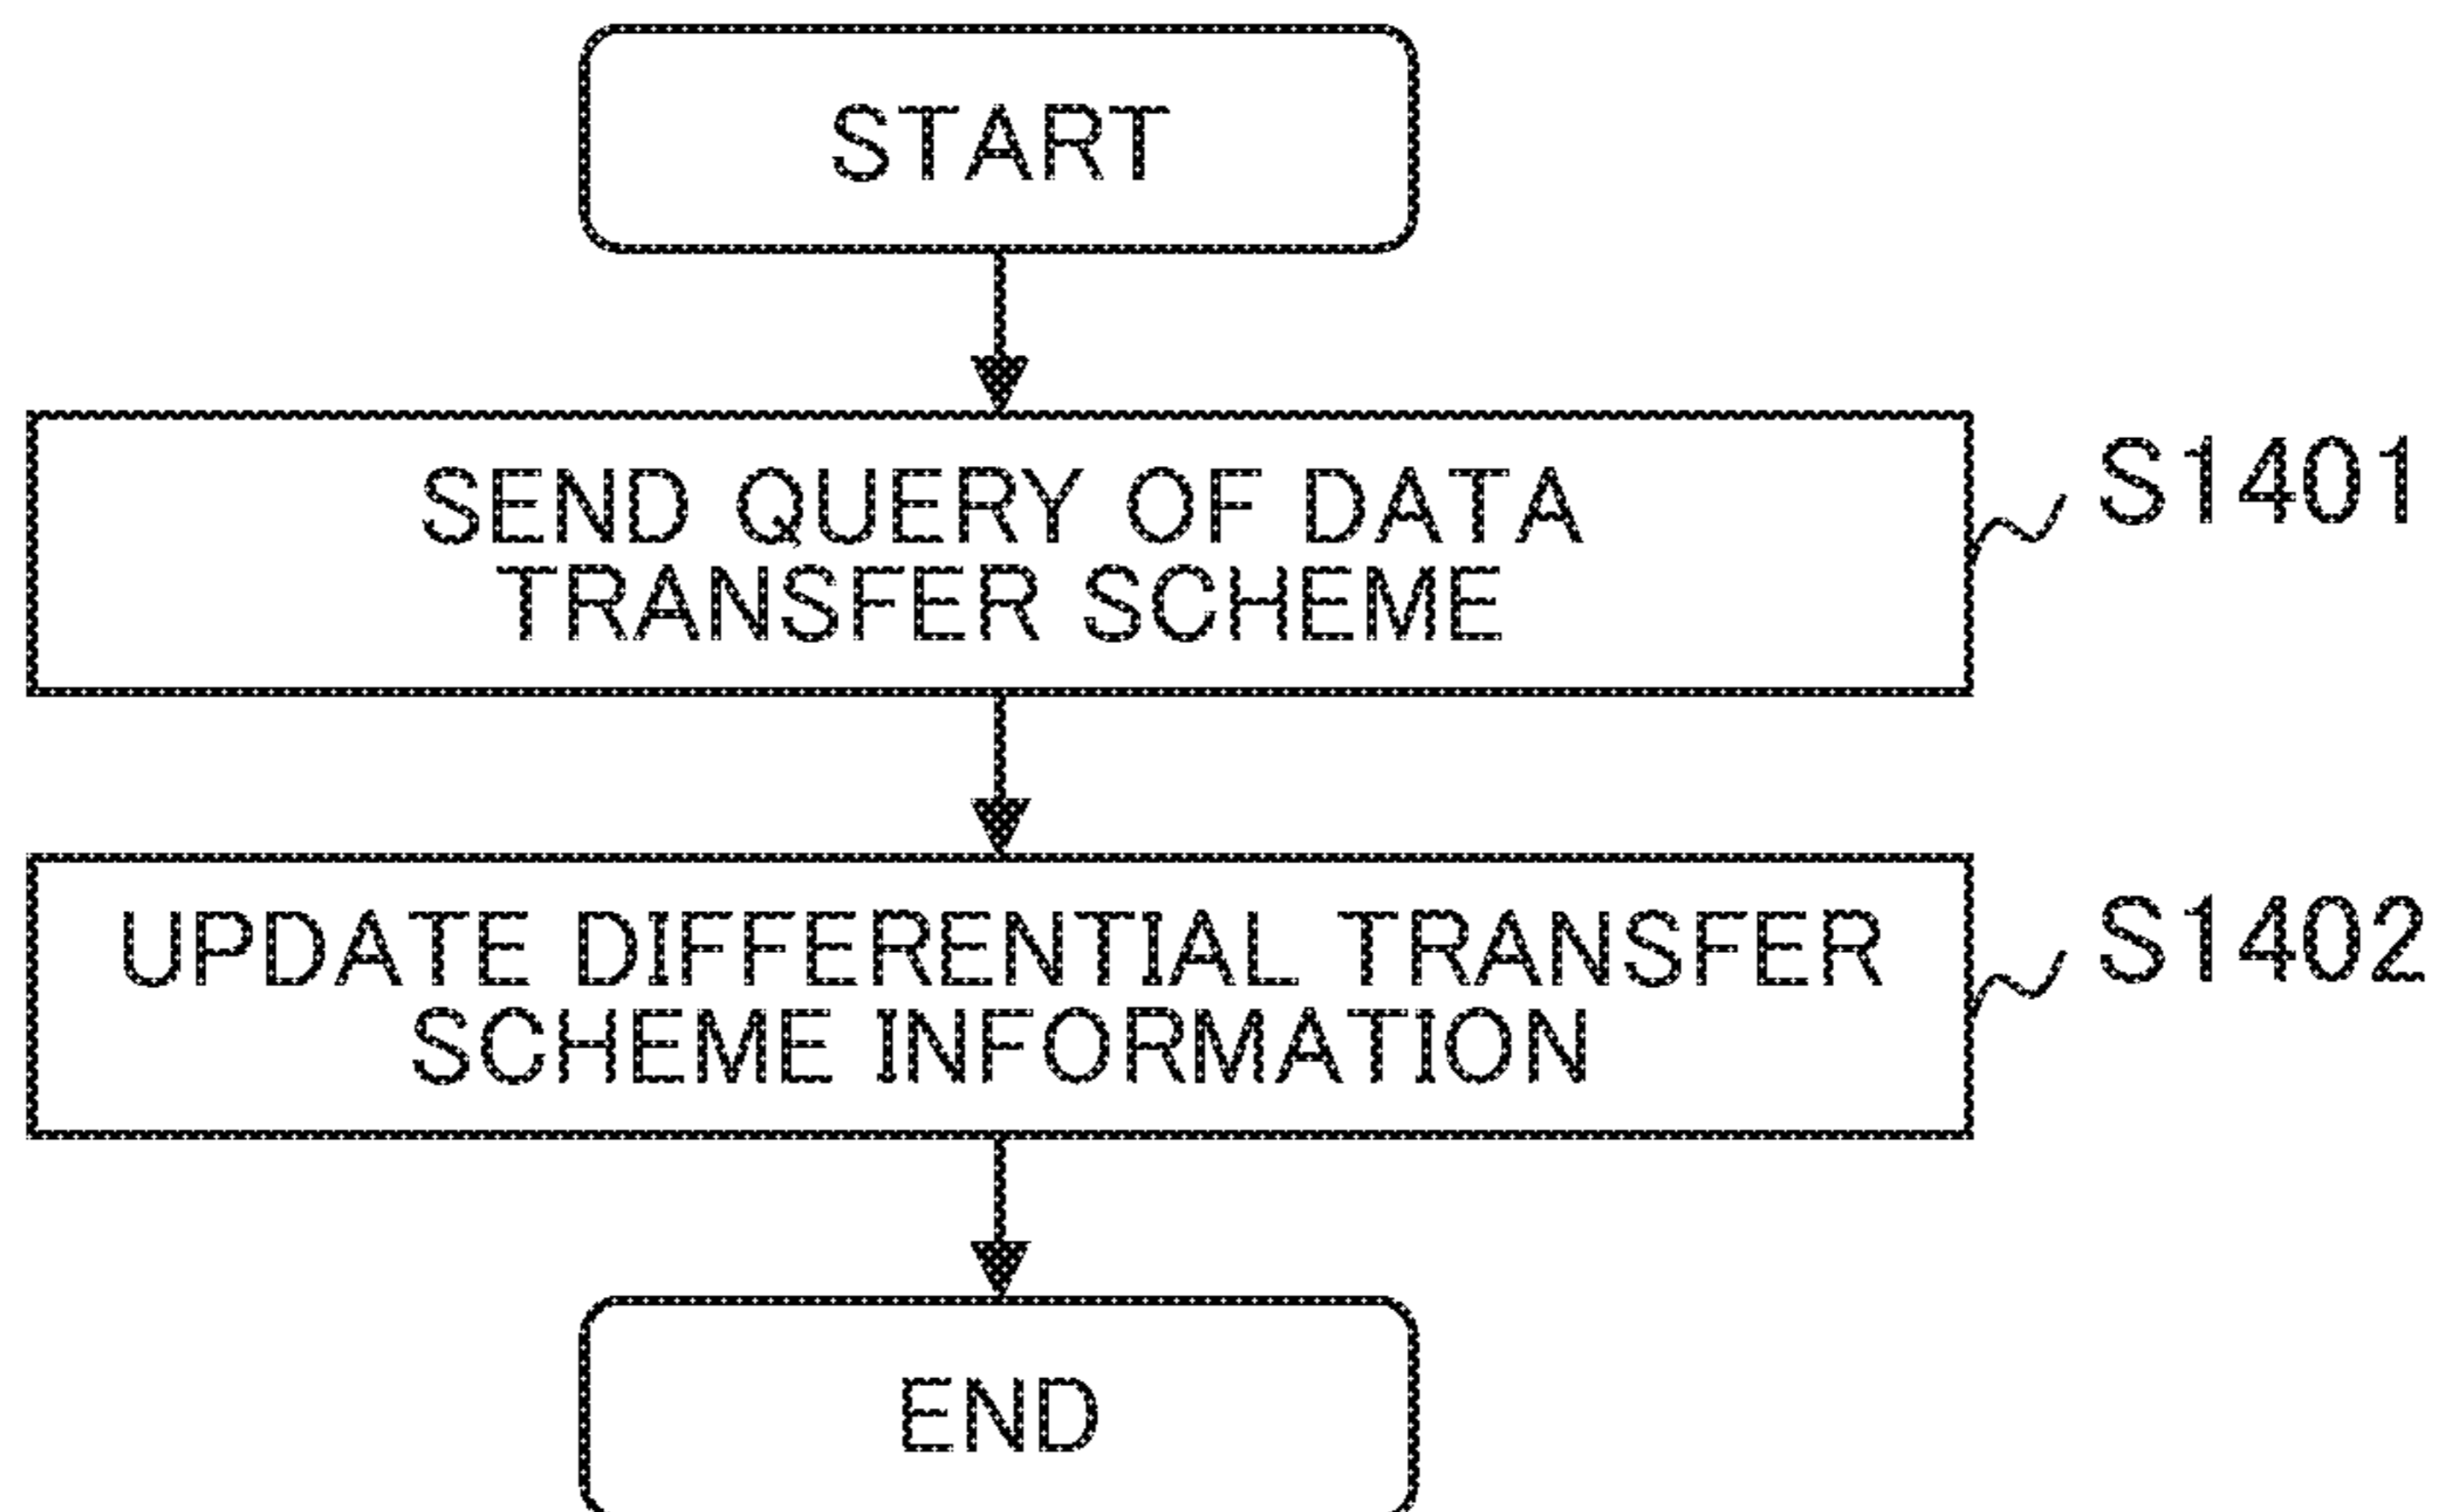 START
SEND QUERY OF DATA
TRANSFER SCHEME
S1401
UPDATE DIFFERENTIAL TRANSFER
SCHEME INFORMATION
S1402
END